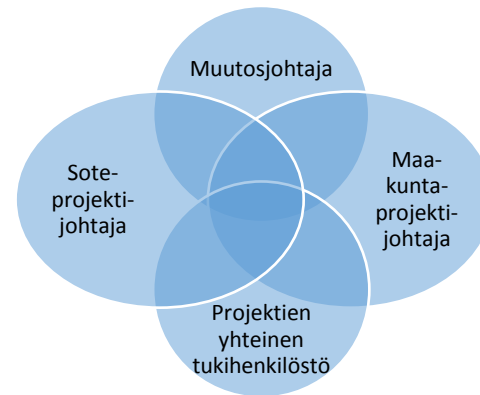 Muutosjohtaja
Sote-
projekti-
johtaja
Maa-
kunta-
projekti-
johtaja
Projektien
yhteinen
tukihenkilöstö